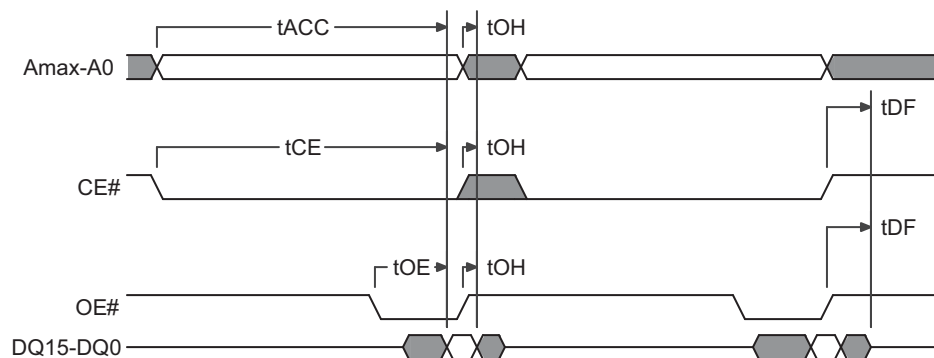 tACC tOH
Amax-A0
tDF
tCE tOH
CE#
tDF
tOE tOH
OE#
DQ15-DQ0